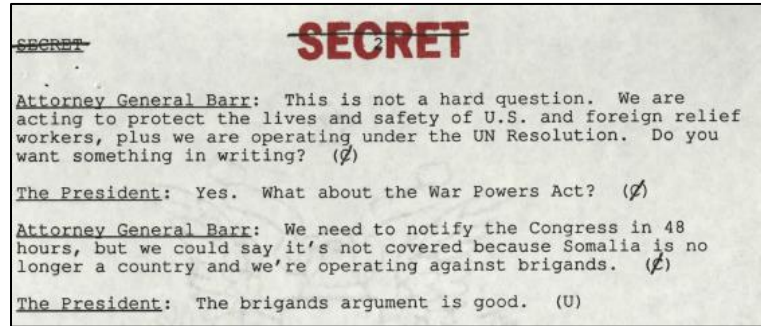 SECRET SECRET
2
Attorney General Barr: This is not a hard question. We are
acting to protect the lives and safety of U.S. and foreign relief
workers, plus we are operating under the UN Resolution. Do you
want something in writing? (C)
The President: Yes. What about the War Powers Act? (C)
Attorney General Barr: We need to notify the Congress in 48
hours, but we could say it's not covered because Somalia is no
longer a country and we're operating against brigands. (C)
The President: The brigands argument is good. (U)